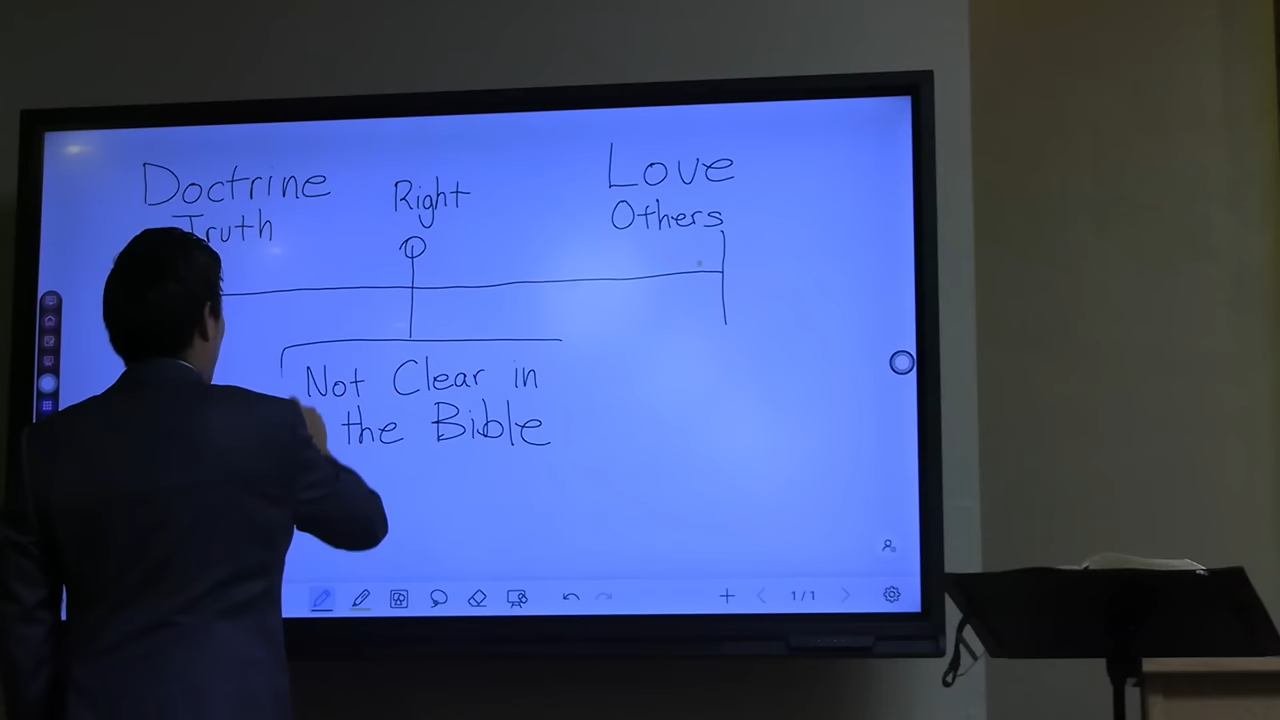 Doctrine
Truth
Right
Love
Others
Not Clear in
the Bible
1/1